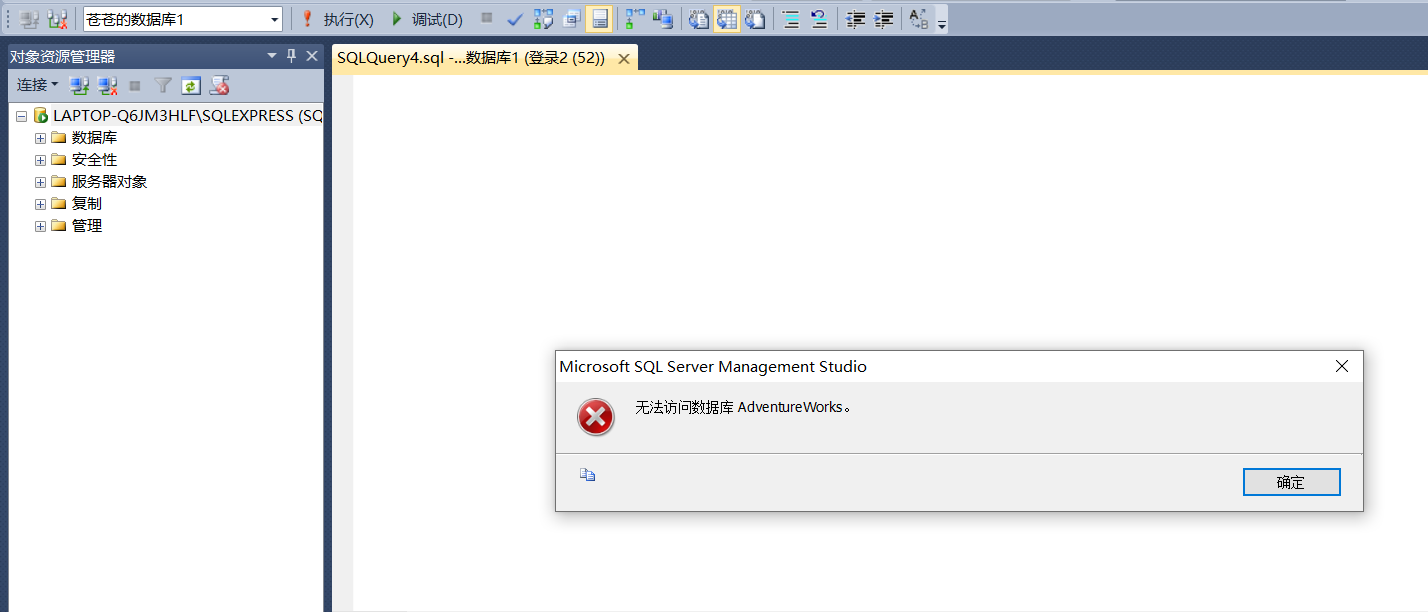 苍苍的数据库1
执行(X)
调试(D)
对象资源管理器
SQLQuery4.sql -...数据库1 (登录2 (52))
连接
LAPTOP-Q6JM3HLF\SQLEXPRESS (SQ
数据库
安全性
服务器对象
复制
管理
Microsoft SQL Server Management Studio
无法访问数据库 AdventureWorks。
确定